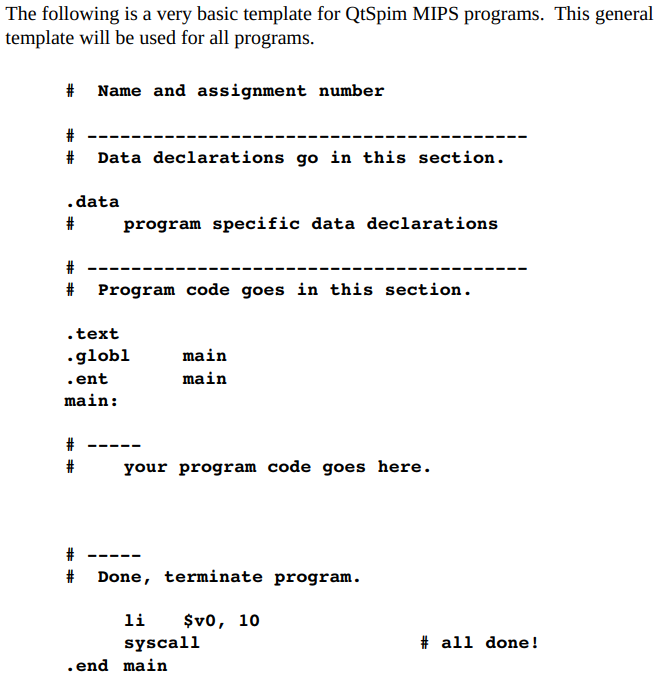 The following is a very basic template for QtSpim MIPS programs.  This general
template will be used for all programs.
#  Name and assignment number
# ----------------------------------------
#  Data declarations go in this section.
.data
#    program specific data declarations
# ----------------------------------------
#  Program code goes in this section.
.text
.globl     main
.ent       main
main:
# -----
#    your program code goes here.
# -----
#  Done, terminate program.
li   $v0, 10
syscall                    # all done!
.end main